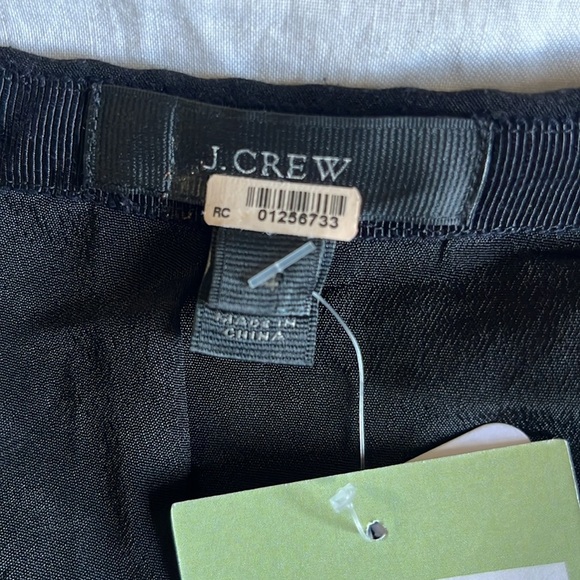 J.CREW
RC 01256733
MADE IN
CHINA